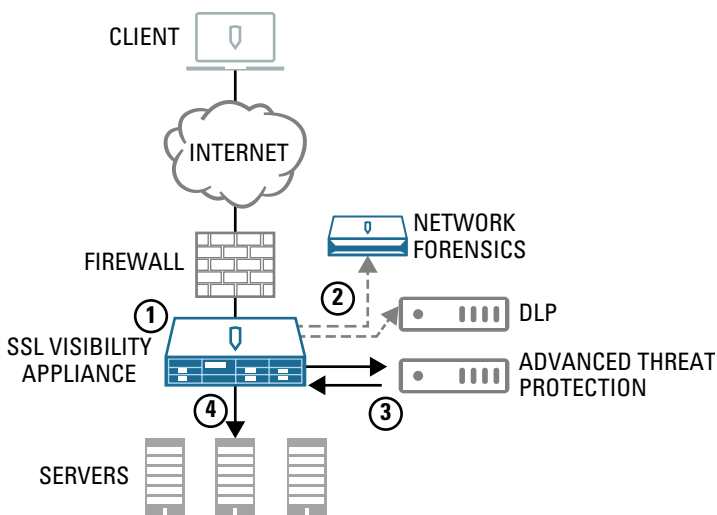 CLIENT
INTERNET
NETWORK
FORENSICS
FIREWALL
2
1
DLP
SSL VISIBILITY
APPLIANCE
ADVANCED THREAT
PROTECTION
3
4
SERVERS